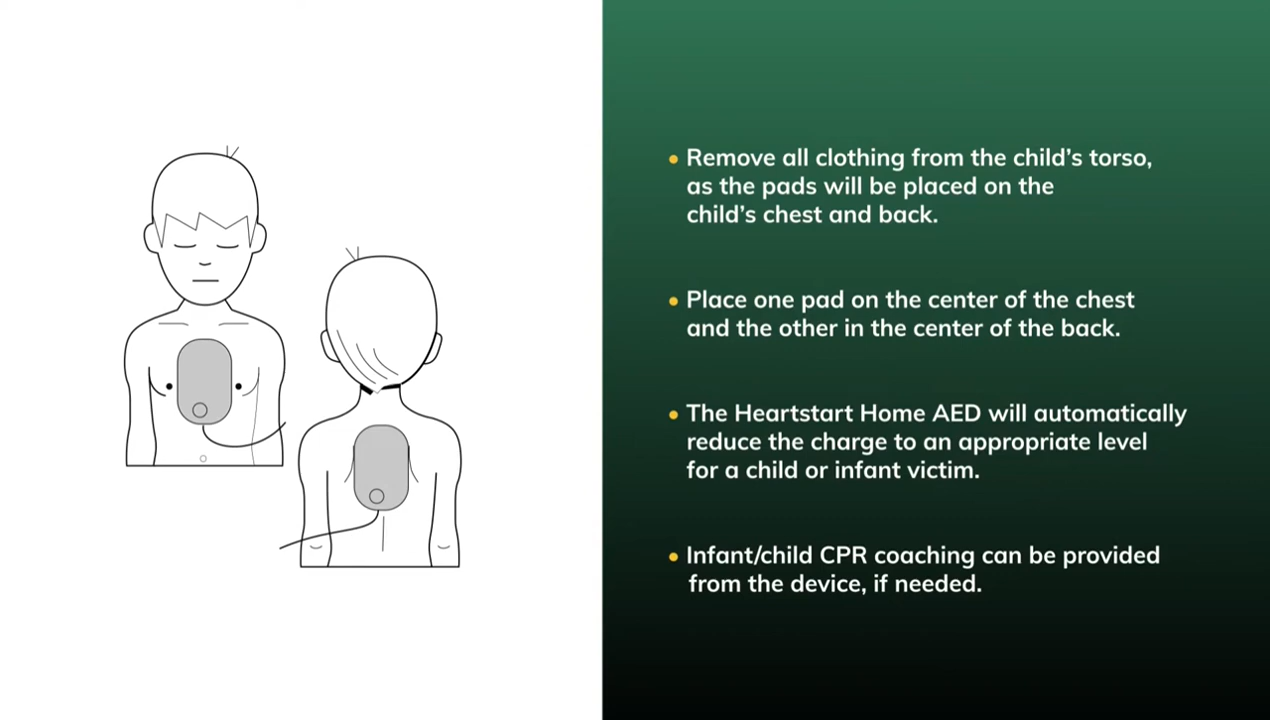 • Remove all clothing from the child's torso,
as the pads will be placed on the
child's chest and back.
• Place one pad on the center of the chest
and the other in the center of the back.
• The Heartstart Home AED will automatically
reduce the charge to an appropriate level
for a child or infant victim.
• Infant/child CPR coaching can be provided
from the device, if needed.